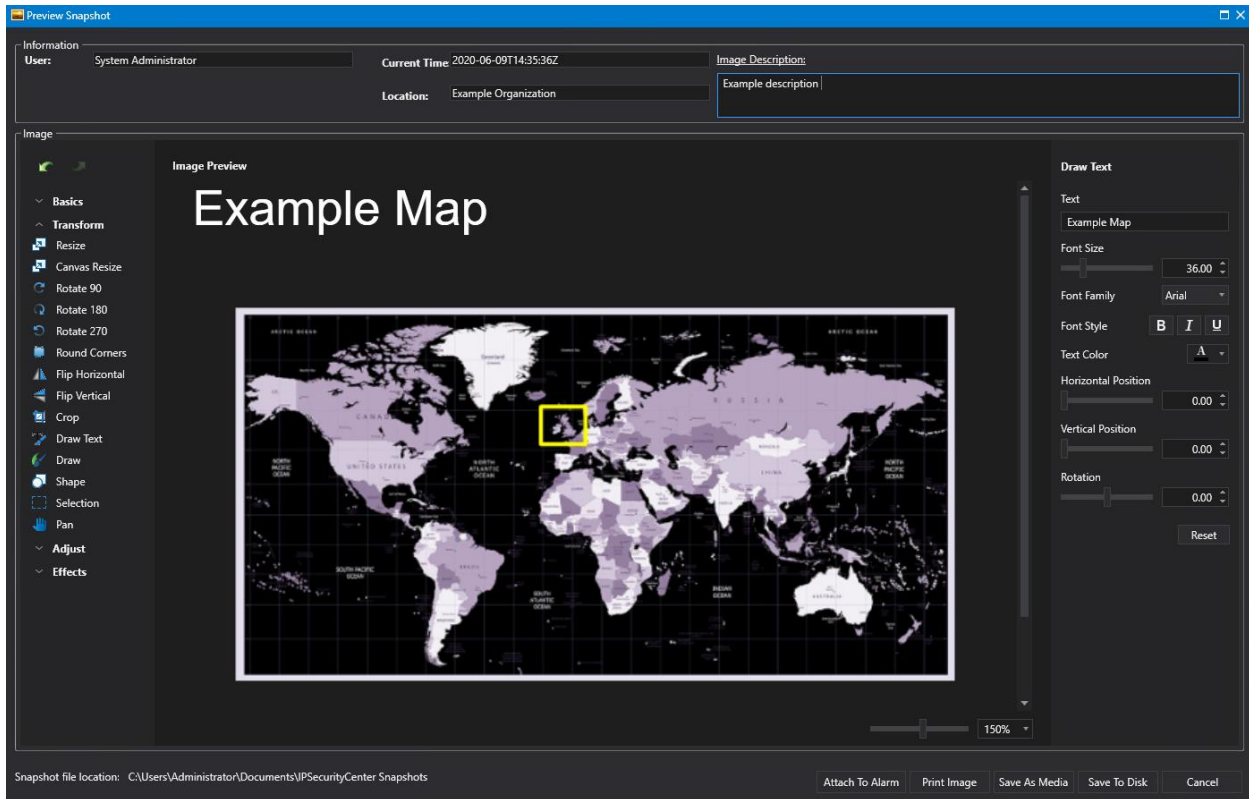 Preview Snapshot
Information
User: System Administrator
Current Time 2020-06-09T14:35:36Z
Location: Example Organization
Image Description:
Example description
Image
Basics
Transform
Resize
Canvas Resize
Rotate 90
Rotate 180
Rotate 270
Round Corners
Flip Horizontal
Flip Vertical
Crop
Draw Text
Draw
Shape
Selection
Pan
Adjust
Effects
Image Preview
Example Map
ARCTIC OCEAN
ARCTIC OCEAN
Greenland
CANADA
RUSSIA
UNITED STATES
NORTH PACIFIC OCEAN
NORTH ATLANTIC OCEAN
MONGOLIA
CHINA
NORTH PACIFIC OCEAN
BRAZIL
SOUTH PACIFIC OCEAN
SOUTH ATLANTIC OCEAN
INDIAN OCEAN
AUSTRALIA
150%
Draw Text
Text
Example Map
Font Size
36.00
Font Family Arial
Font Style B I U
Text Color A
Horizontal Position
0.00
Vertical Position
0.00
Rotation
0.00
Reset
Snapshot file location: C:\Users\Administrator\Documents\IPSecurityCenter Snapshots
Attach To Alarm Print Image Save As Media Save To Disk Cancel